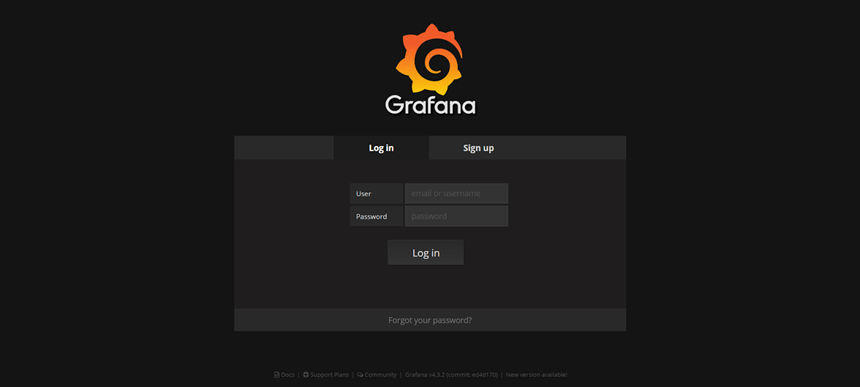 Grafana
Log in Sign up
User email or username
Password password
Log in
Forgot your password?
Docs | Support Plans | Community | Grafana v4.3.2 (commit: ed4d170) | New version available!